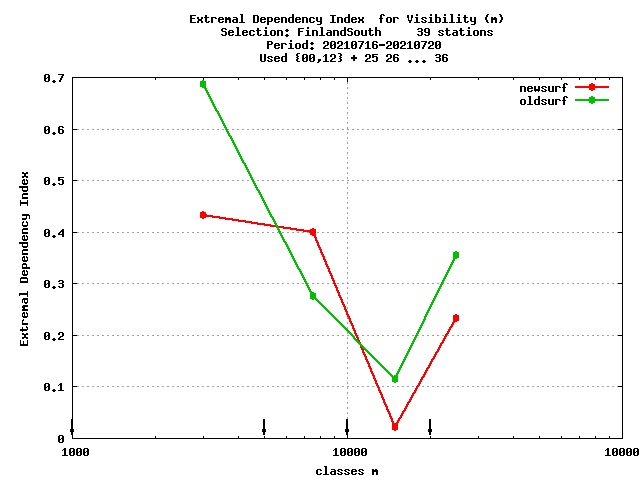 Extremal Dependency Index  for Visibility (m)
Selection: FinlandSouth     39 stations
Period: 20210716-20210720
Used {00,12} + 25 26 ... 36
newsurf
oldsurf
Extremal Dependency Index
0.7
0.6
0.5
0.4
0.3
0.2
0.1
0
1000
10000
10000
classes m